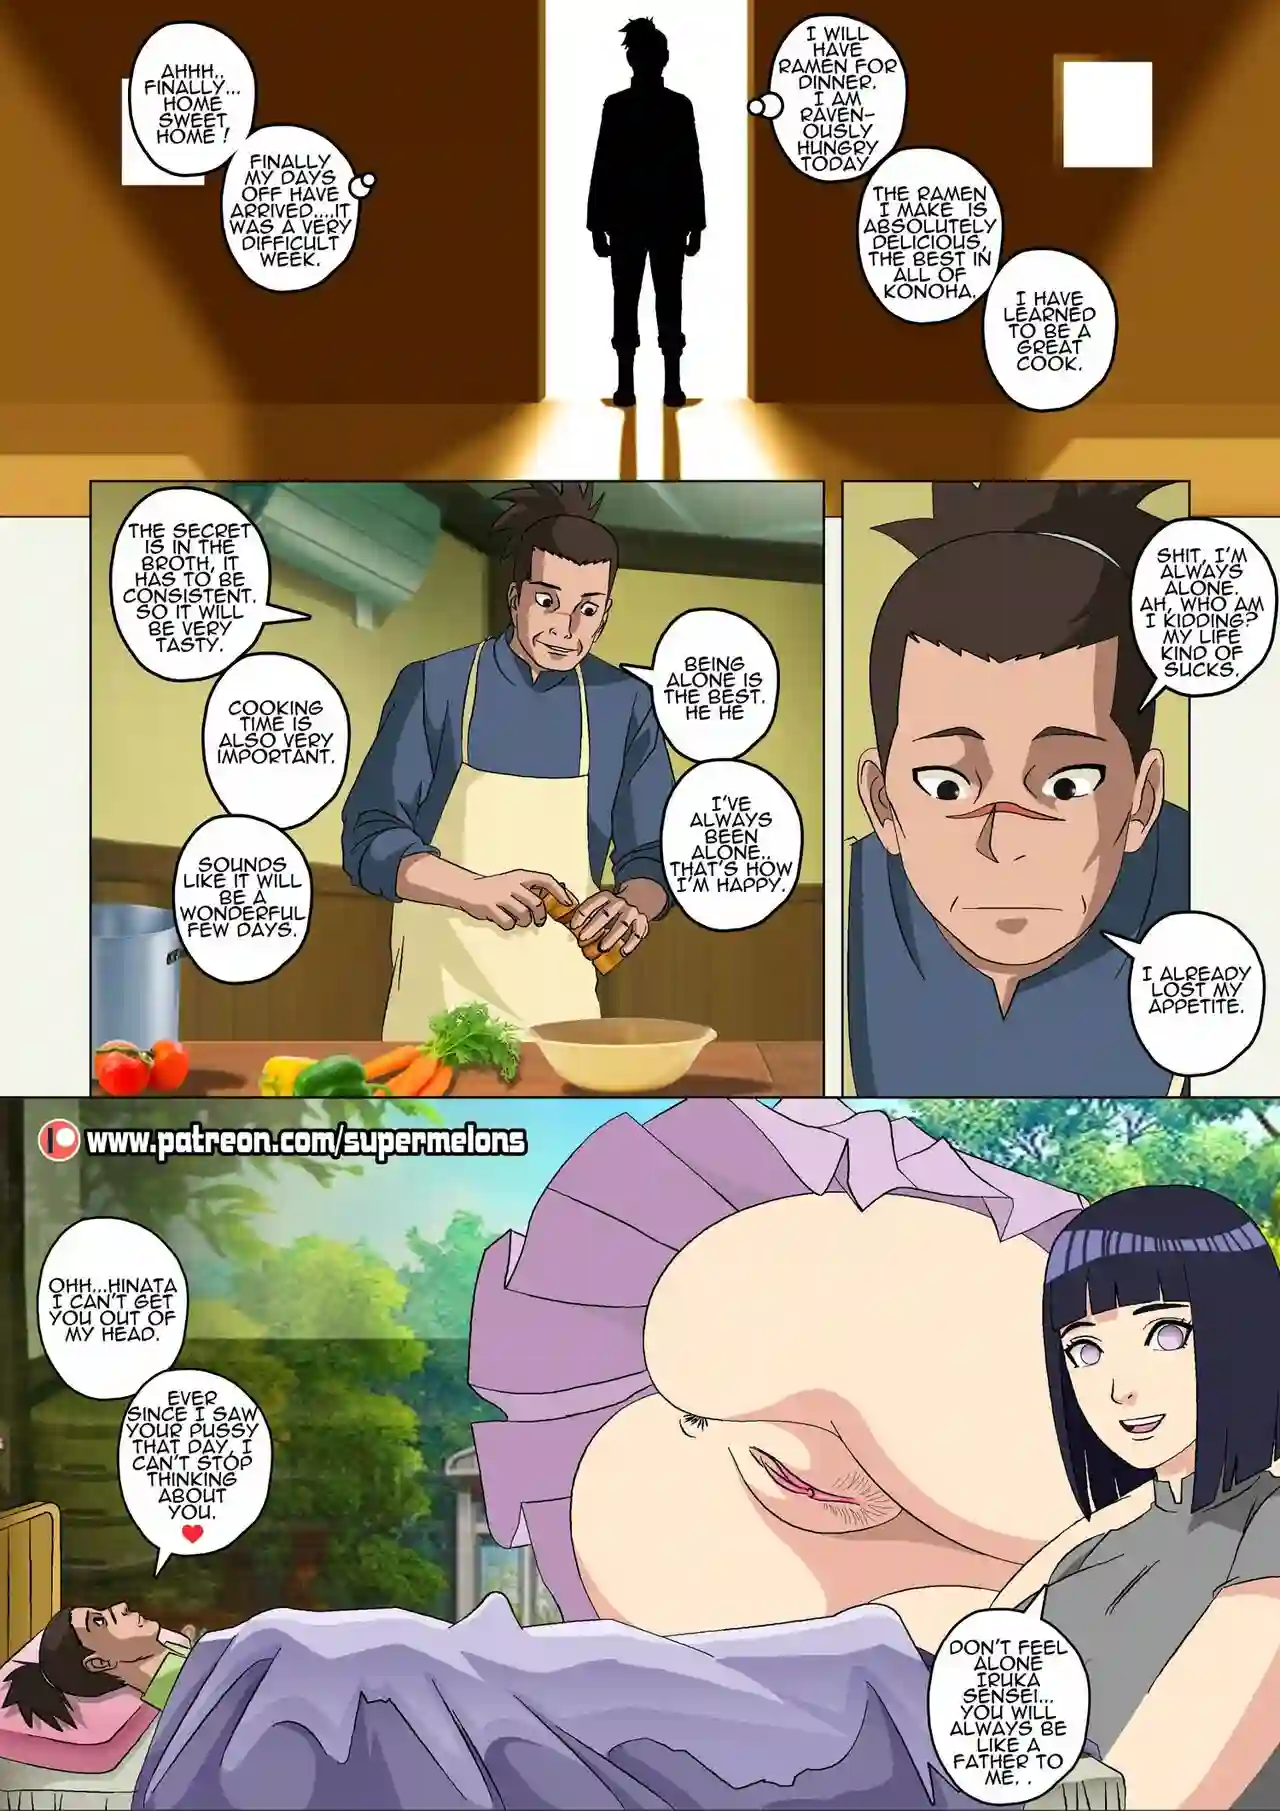 AHHH..
FINALLY...
HOME
SWEET
HOME !
FINALLY
MY DAYS
OFF HAVE
ARRIVED....IT
WAS A VERY
DIFFICULT
WEEK.
I WILL
HAVE
RAMEN FOR
DINNER.
I AM
RAVEN-
OUSLY
HUNGRY
TODAY
THE RAMEN
I MAKE IS
ABSOLUTELY
DELICIOUS,
THE BEST IN
ALL OF
KONOHA.
I HAVE
LEARNED
TO BE A
GREAT
COOK.
THE SECRET
IS IN THE
BROTH, IT
HAS TO BE
CONSISTENT.
SO IT WILL
BE VERY
TASTY.
COOKING
TIME IS
ALSO VERY
IMPORTANT.
SOUNDS
LIKE IT WILL
BE A
WONDERFUL
FEW DAYS.
BEING
ALONE IS
THE BEST.
HE HE
I'VE
ALWAYS
BEEN
ALONE..
THAT'S HOW
I'M HAPPY.
SHIT, I'M
ALWAYS
ALONE.
AH, WHO AM
I KIDDING?
MY LIFE
KIND OF
SUCKS.
I ALREADY
LOST MY
APPETITE.
www.patreon.com/supermelons
OHH...HINATA
I CAN'T GET
YOU OUT OF
MY HEAD.
EVER
SINCE I SAW
YOUR PUSSY
THAT DAY, I
CAN'T STOP
THINKING
ABOUT
YOU.
DON'T FEEL
ALONE
IRUKA
SENSEI...
YOU WILL
ALWAYS BE
LIKE A
FATHER TO
ME. .